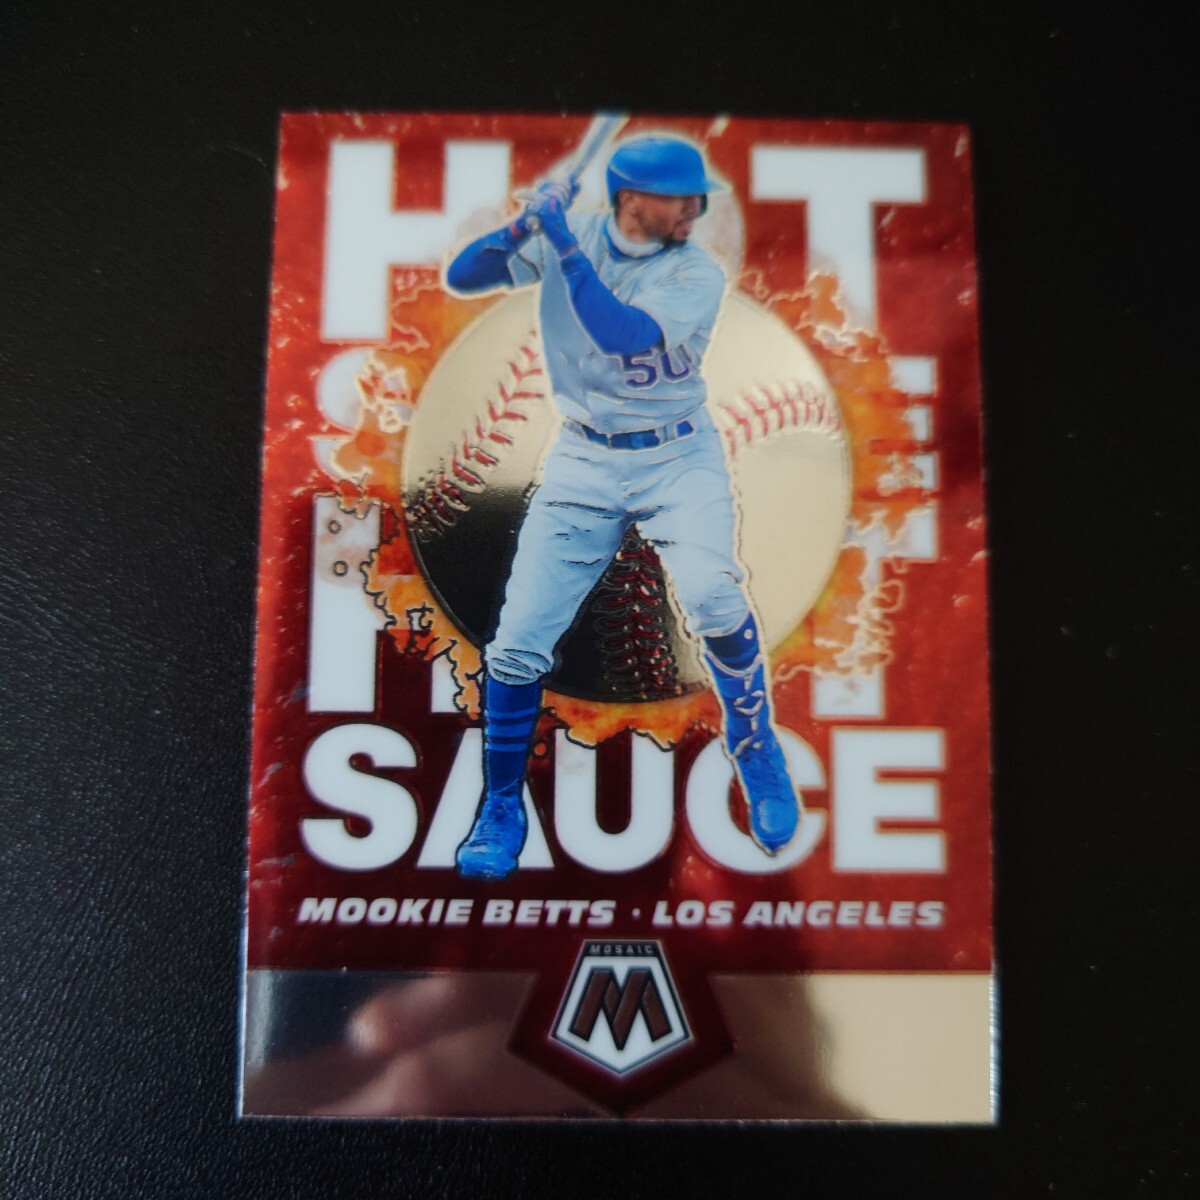 HOT
50
SAUCE
MOOKIE BETTS · LOS ANGELES
MOSAIC
M